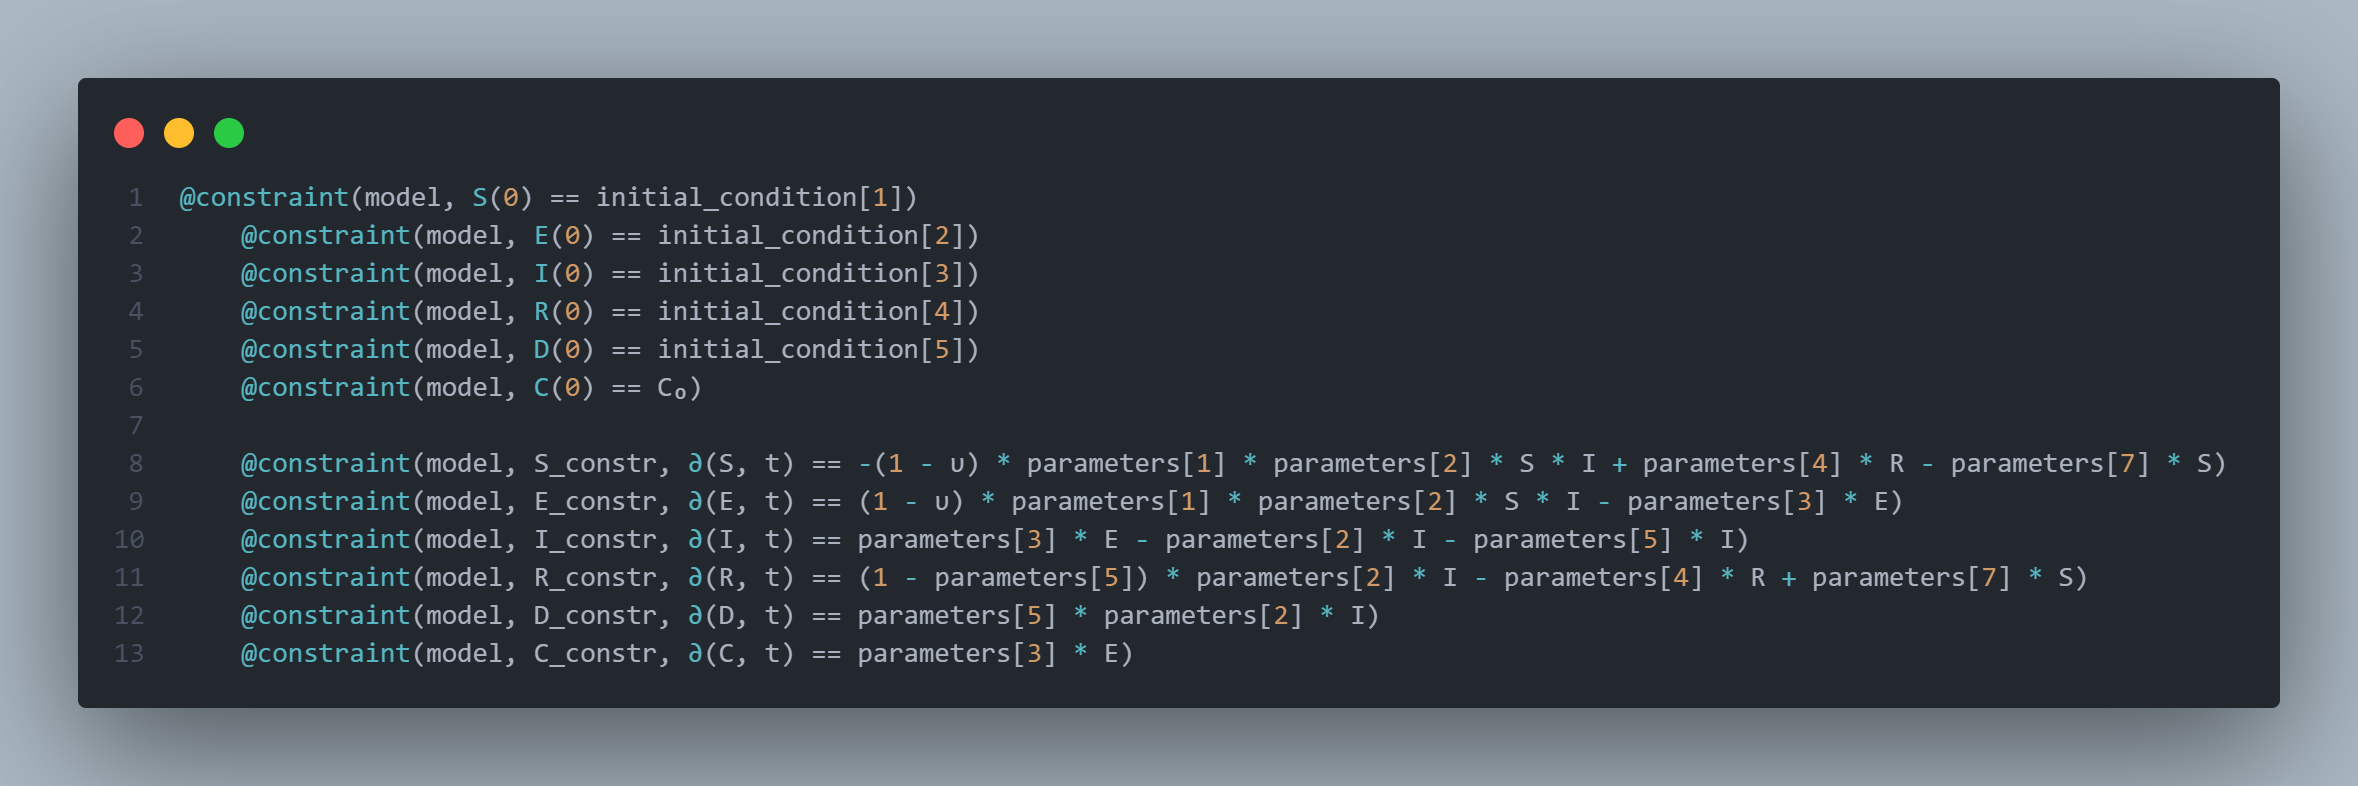 1 @constraint(model, S(0) == initial_condition[1])
2     @constraint(model, E(0) == initial_condition[2])
3     @constraint(model, I(0) == initial_condition[3])
4     @constraint(model, R(0) == initial_condition[4])
5     @constraint(model, D(0) == initial_condition[5])
6     @constraint(model, C(0) == C₀)
7
8     @constraint(model, S_constr, ∂(S, t) == -(1 - υ) * parameters[1] * parameters[2] * S * I + parameters[4] * R - parameters[7] * S)
9     @constraint(model, E_constr, ∂(E, t) == (1 - υ) * parameters[1] * parameters[2] * S * I - parameters[3] * E)
10     @constraint(model, I_constr, ∂(I, t) == parameters[3] * E - parameters[2] * I - parameters[5] * I)
11     @constraint(model, R_constr, ∂(R, t) == (1 - parameters[5]) * parameters[2] * I - parameters[4] * R + parameters[7] * S)
12     @constraint(model, D_constr, ∂(D, t) == parameters[5] * parameters[2] * I)
13     @constraint(model, C_constr, ∂(C, t) == parameters[3] * E)